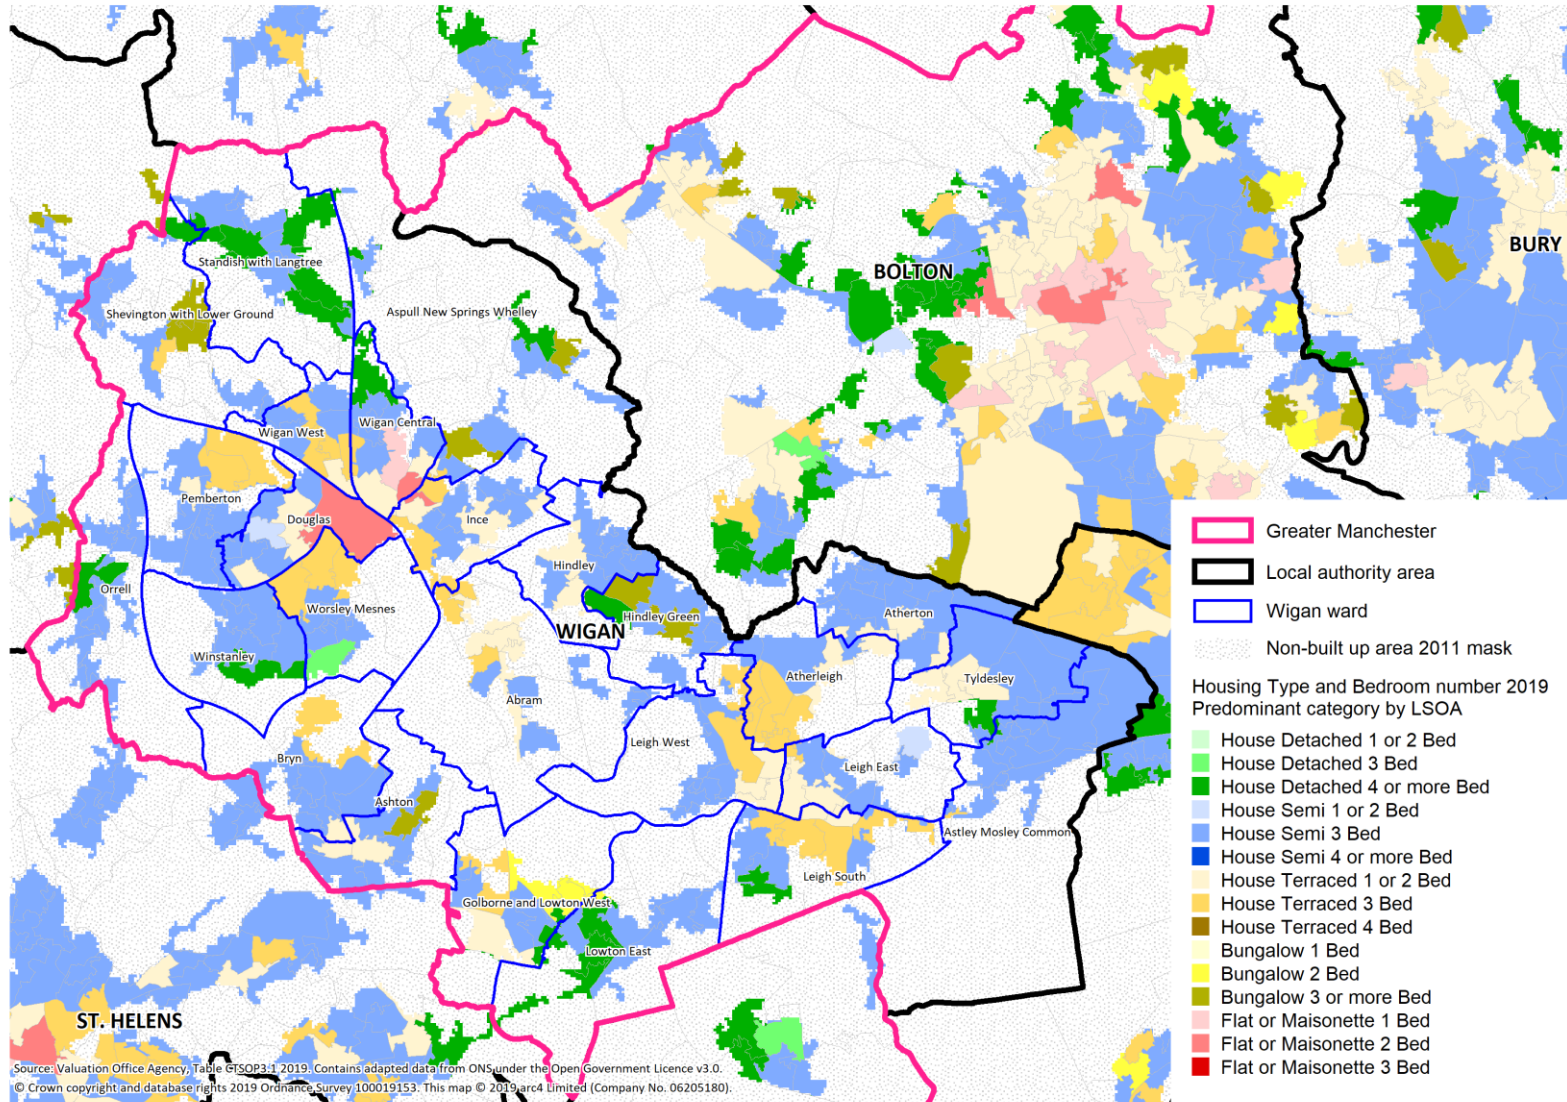 BURY
BOLTON
Standish with Langtree
Shevington with Lower Ground
Aspull New Springs Whelley
Wigan Central
Wigan West
Pemberton
Douglas
Ince
Hindley
Orrell
Worsley Mesnes
Hindley Green
WIGAN
Atherton
Winstanley
Atherleigh
Tyldesley
Abram
Leigh West
Bryn
Leigh East
Ashton
Astley Mosley Common
Leigh South
Golborne and Lowton West
Lowton East
ST. HELENS
Greater Manchester
Local authority area
Wigan ward
Non-built up area 2011 mask
Housing Type and Bedroom number 2019
Predominant category by LSOA
House Detached 1 or 2 Bed
House Detached 3 Bed
House Detached 4 or more Bed
House Semi 1 or 2 Bed
House Semi 3 Bed
House Semi 4 or more Bed
House Terraced 1 or 2 Bed
House Terraced 3 Bed
House Terraced 4 Bed
Bungalow 1 Bed
Bungalow 2 Bed
Bungalow 3 or more Bed
Flat or Maisonette 1 Bed
Flat or Maisonette 2 Bed
Flat or Maisonette 3 Bed
Source: Valuation Office Agency, Table CTSOP3.1 2019. Contains adapted data from ONS under the Open Government Licence v3.0.
© Crown copyright and database rights 2019 Ordnance Survey 100019153. This map © 2019 arc4 Limited (Company No. 06205180).